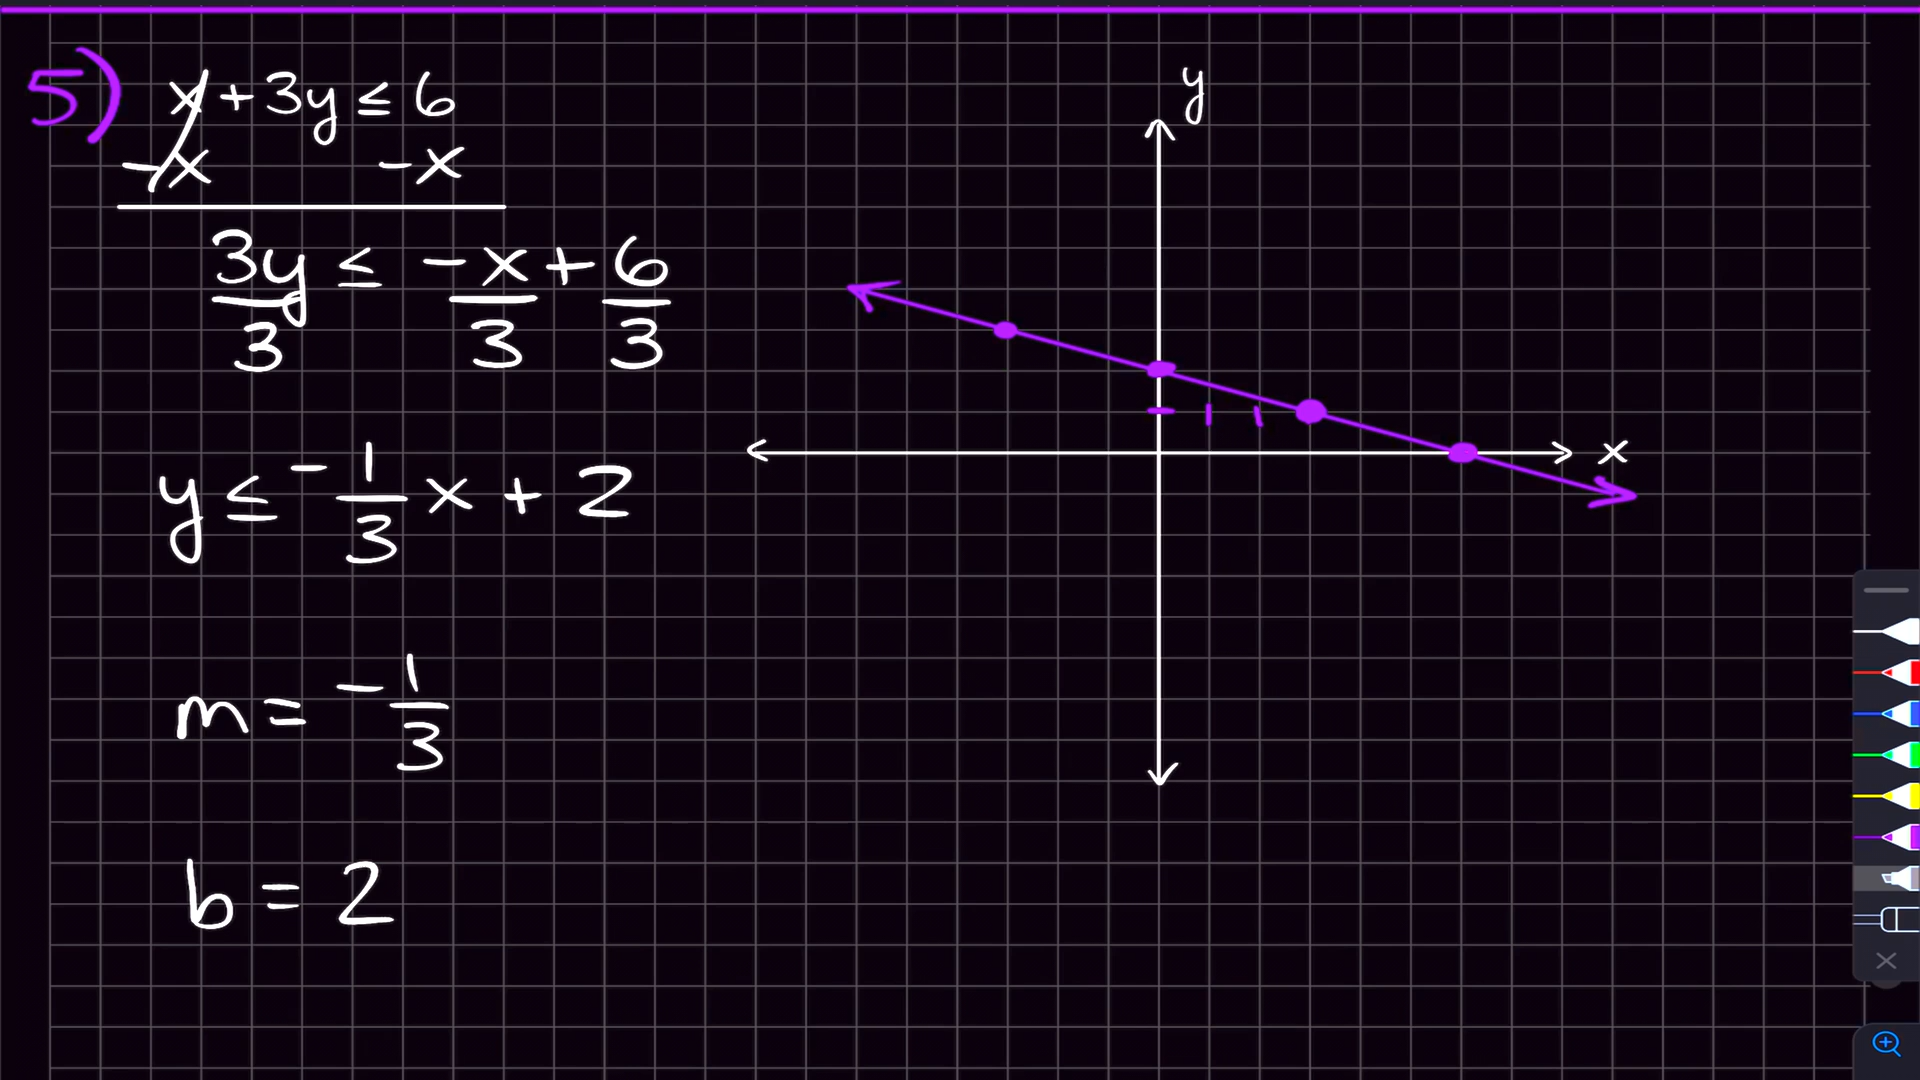 5) x + 3y ≤ 6
-x -x
3y/3 ≤ -x/3 + 6/3
y ≤ -1/3 x + 2
m = -1/3
b = 2
y
x